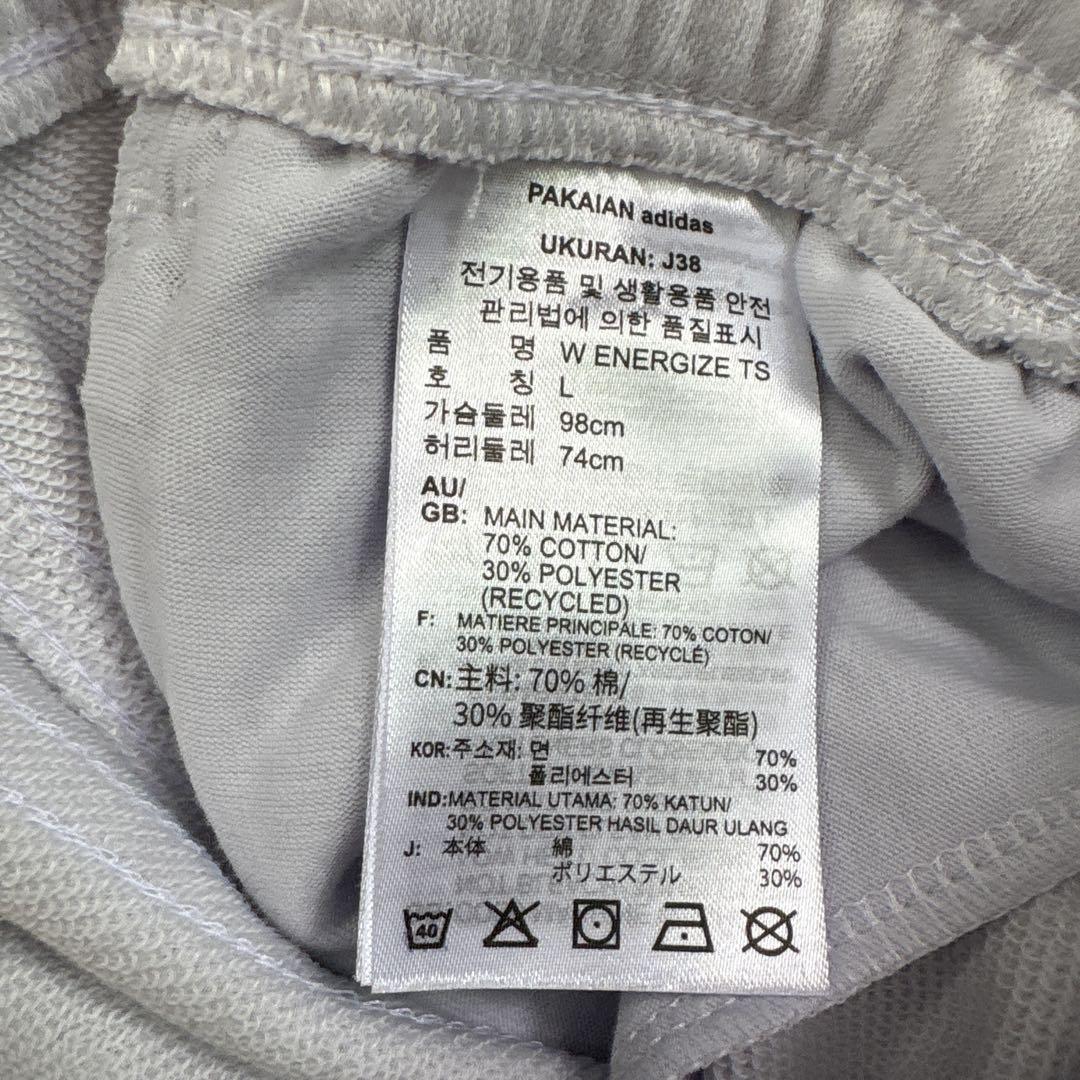 PAKAIAN adidas
UKURAN: J38
전기용품 및 생활용품 안전
관리법에 의한 품질표시
품 명 W ENERGIZE TS
호 칭 L
가슴둘레 98cm
허리둘레 74cm
AU/
GB: MAIN MATERIAL:
70% COTTON/
30% POLYESTER
(RECYCLED)
F: MATIERE PRINCIPALE: 70% COTON/
30% POLYESTER (RECYCLÉ)
CN: 主料: 70% 棉/
30% 聚酯纤维(再生聚酯)
KOR: 주소재: 면 70%
폴리에스터 30%
IND: MATERIAL UTAMA: 70% KATUN/
30% POLYESTER HASIL DAUR ULANG
J: 本体 綿 70%
ポリエステル 30%
40